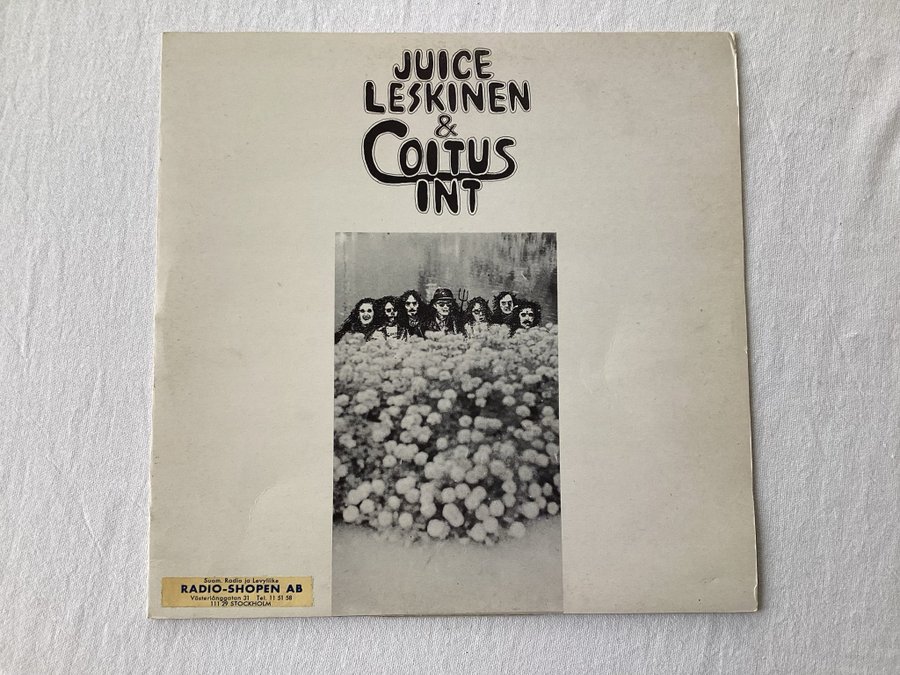 JUICE
LESKINEN
&
COITUS
INT
Suom. Radio ja Levyliike
RADIO-SHOPEN AB
Västerlånggatan 31 Tel. 11 51 58
111 29 STOCKHOLM